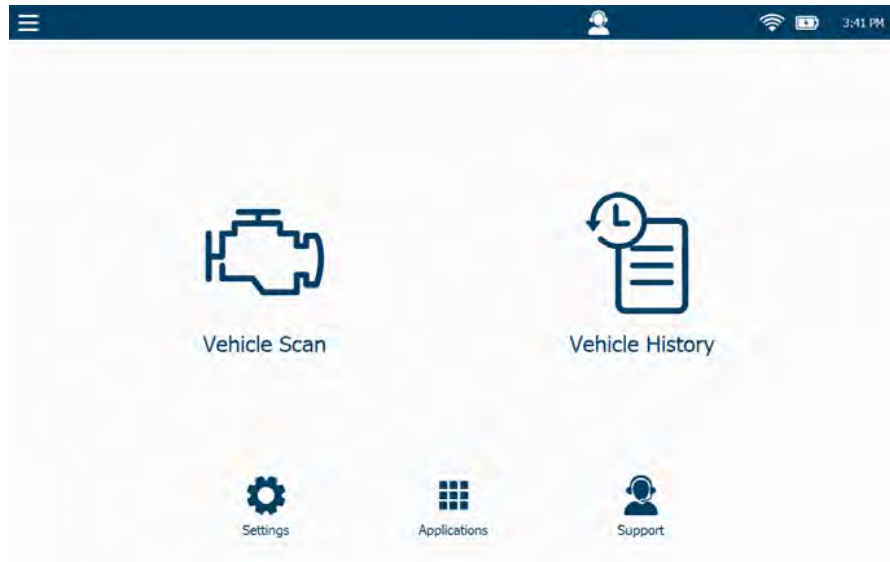 3:41 PM
Vehicle Scan
Vehicle History
Settings
Applications
Support